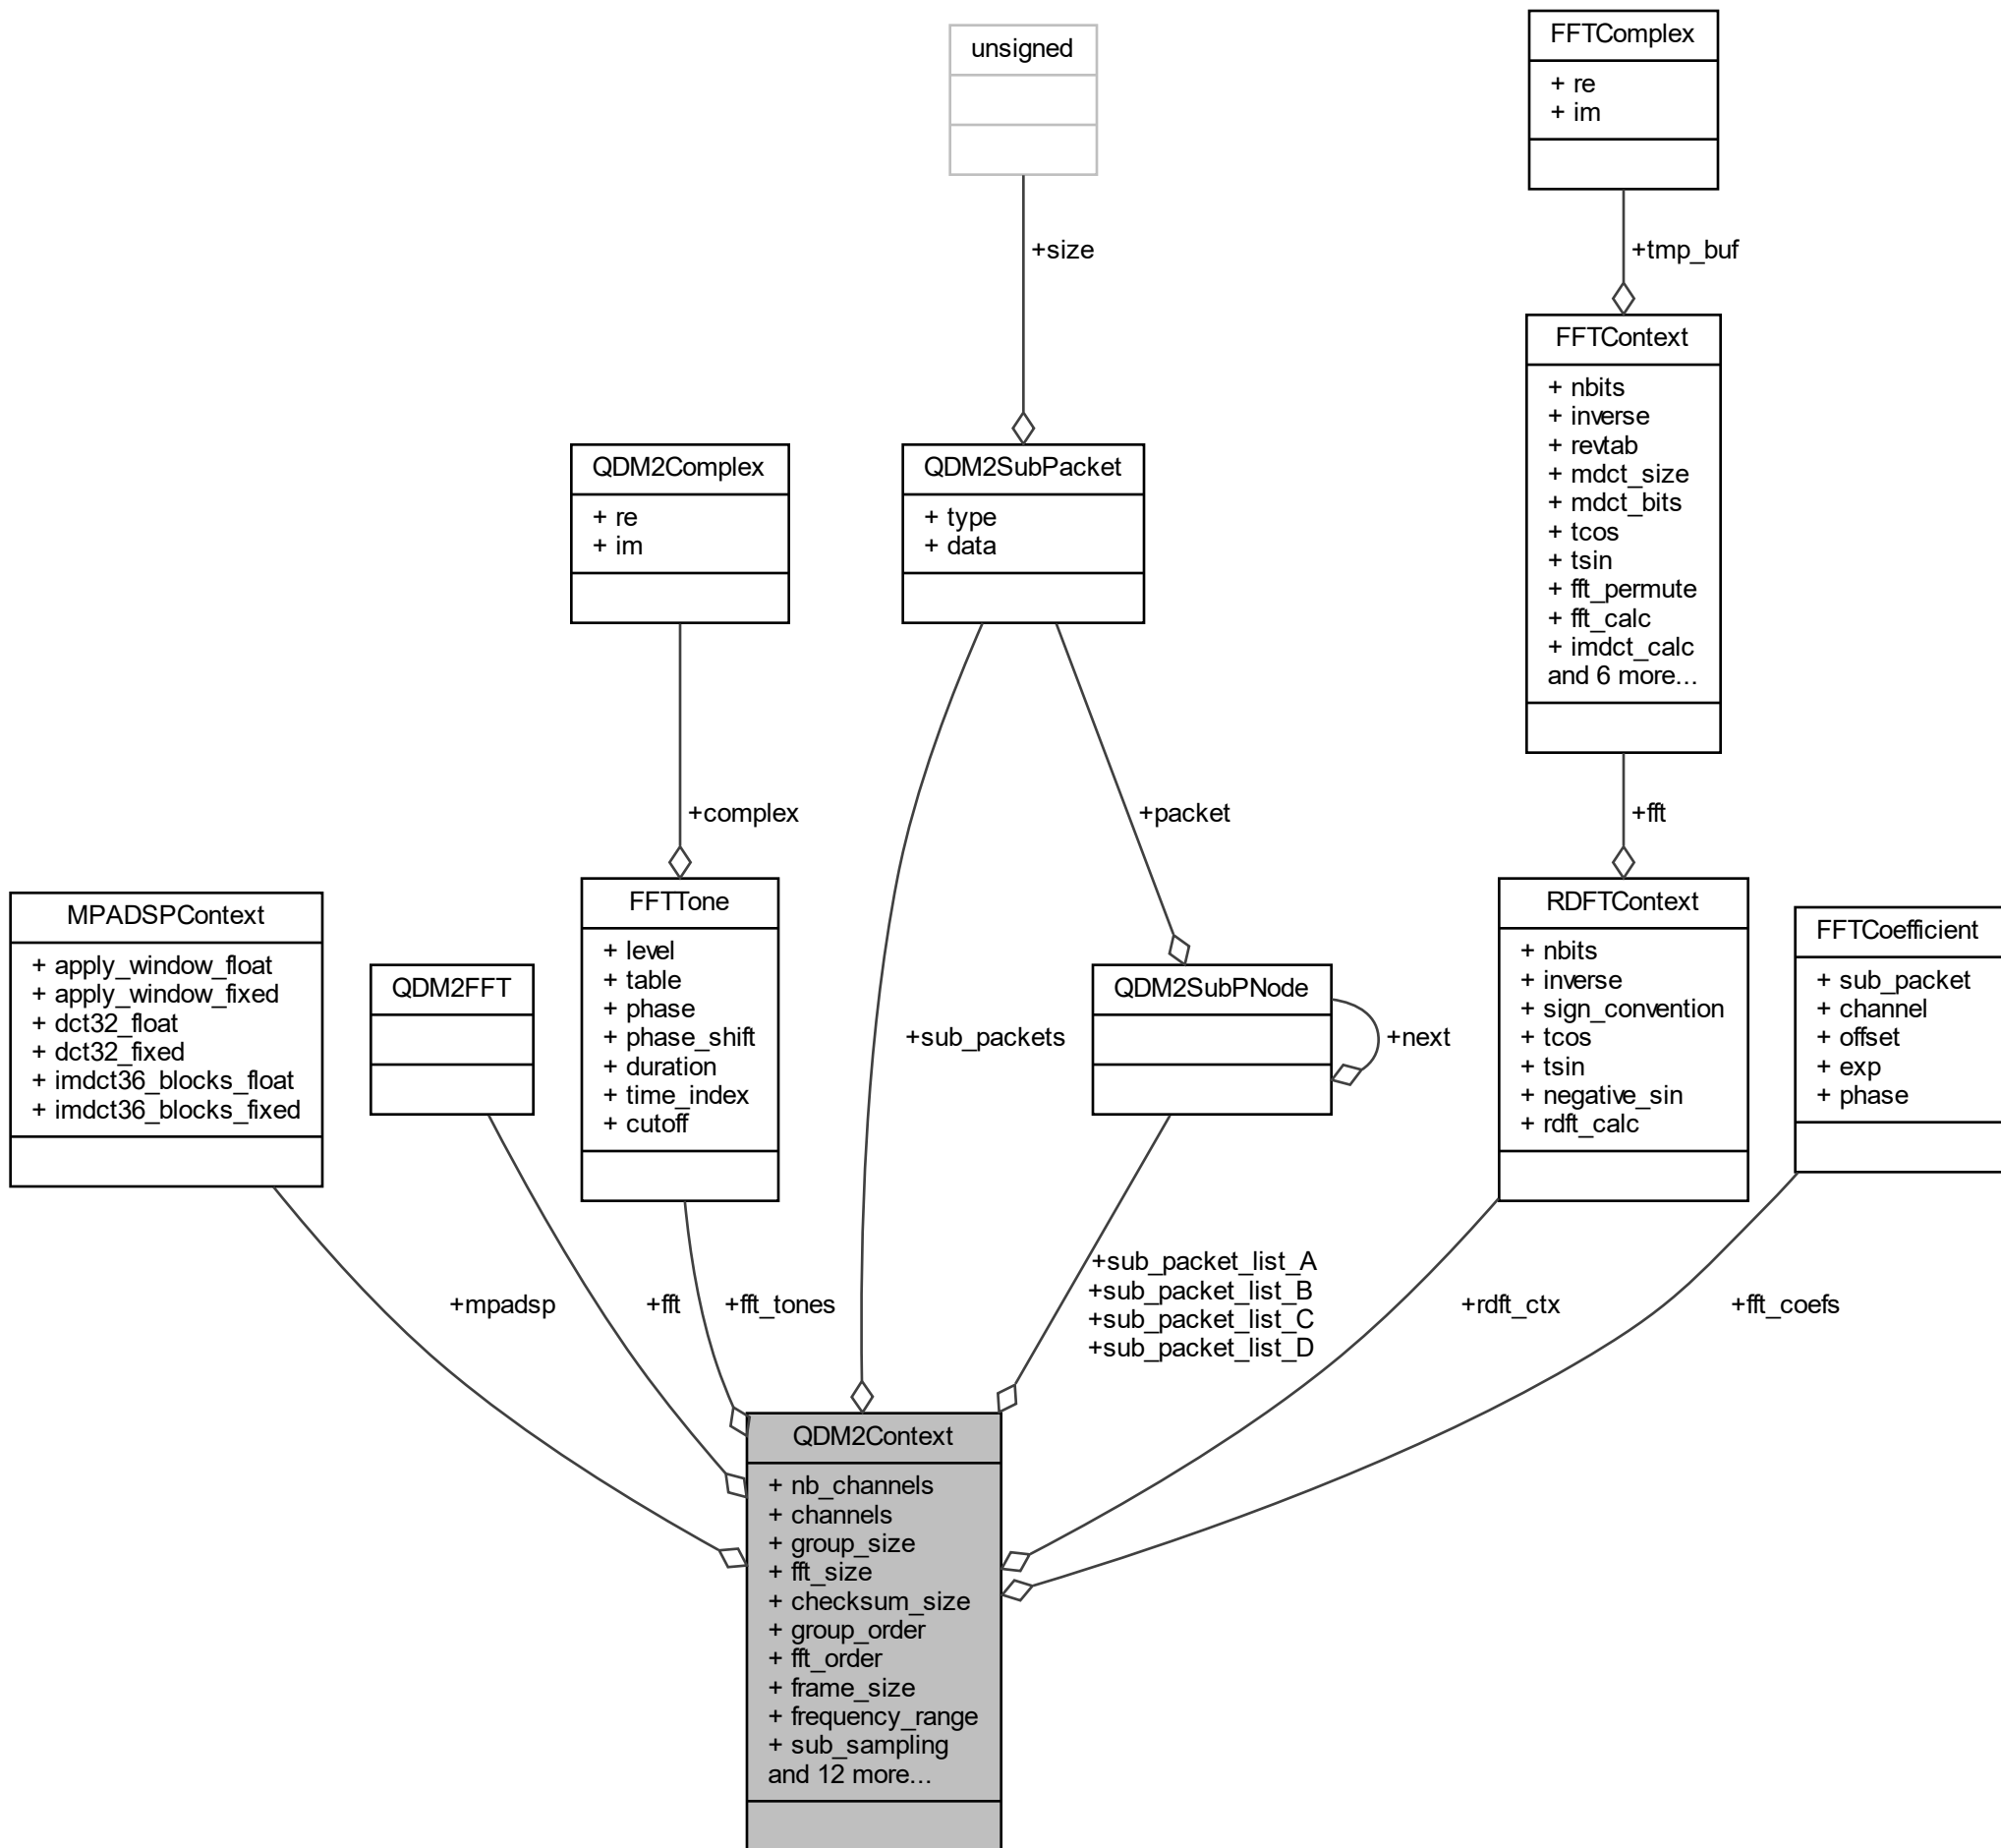 unsigned
FFTComplex
+ re
+ im
+size
+tmp_buf
QDM2Complex
+ re
+ im
QDM2SubPacket
+ type
+ data
FFTContext
+ nbits
+ inverse
+ revtab
+ mdct_size
+ mdct_bits
+ tcos
+ tsin
+ fft_permute
+ fft_calc
+ imdct_calc
and 6 more...
+complex
+packet
+fft
MPADSPContext
+ apply_window_float
+ apply_window_fixed
+ dct32_float
+ dct32_fixed
+ imdct36_blocks_float
+ imdct36_blocks_fixed
QDM2FFT
FFTTone
+ level
+ table
+ phase
+ phase_shift
+ duration
+ time_index
+ cutoff
+sub_packets
QDM2SubPNode
+next
RDFTContext
+ nbits
+ inverse
+ sign_convention
+ tcos
+ tsin
+ negative_sin
+ rdft_calc
FFTCoefficient
+ sub_packet
+ channel
+ offset
+ exp
+ phase
+mpadsp
+fft
+fft_tones
+sub_packet_list_A
+sub_packet_list_B
+sub_packet_list_C
+sub_packet_list_D
+rdft_ctx
+fft_coefs
QDM2Context
+ nb_channels
+ channels
+ group_size
+ fft_size
+ checksum_size
+ group_order
+ fft_order
+ frame_size
+ frequency_range
+ sub_sampling
and 12 more...